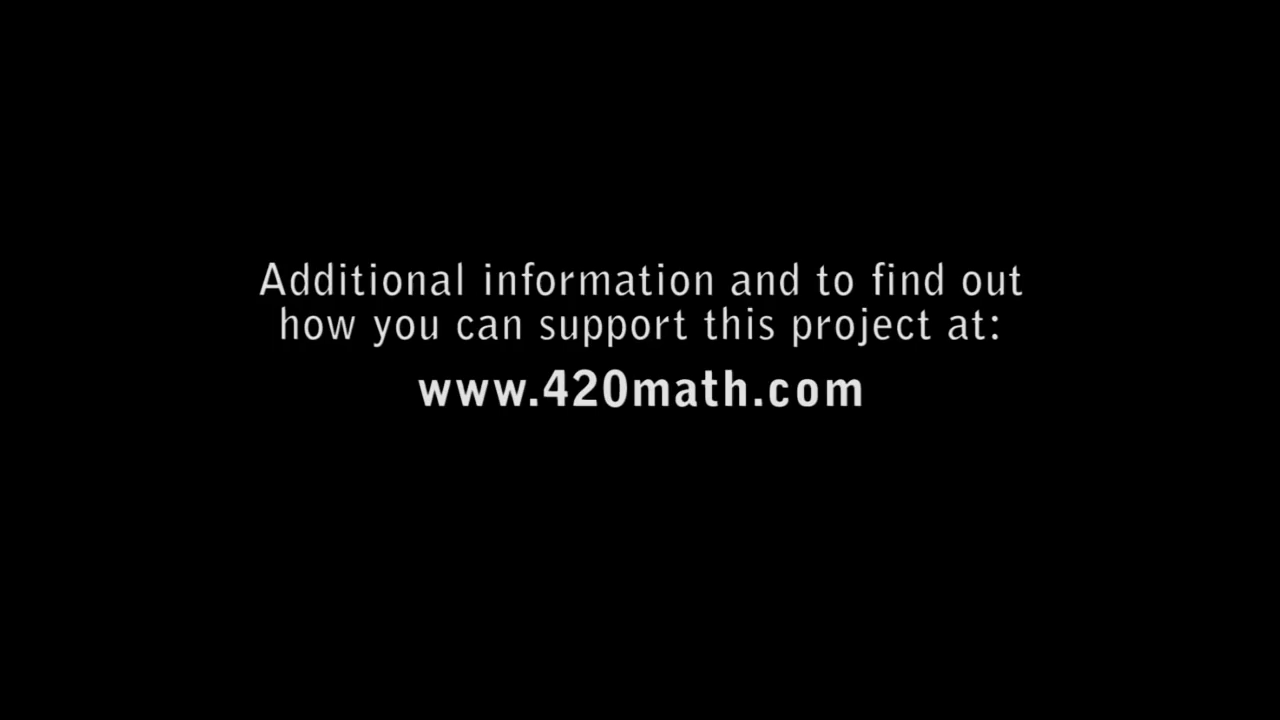 Additional information and to find out
how you can support this project at:
www.420math.com